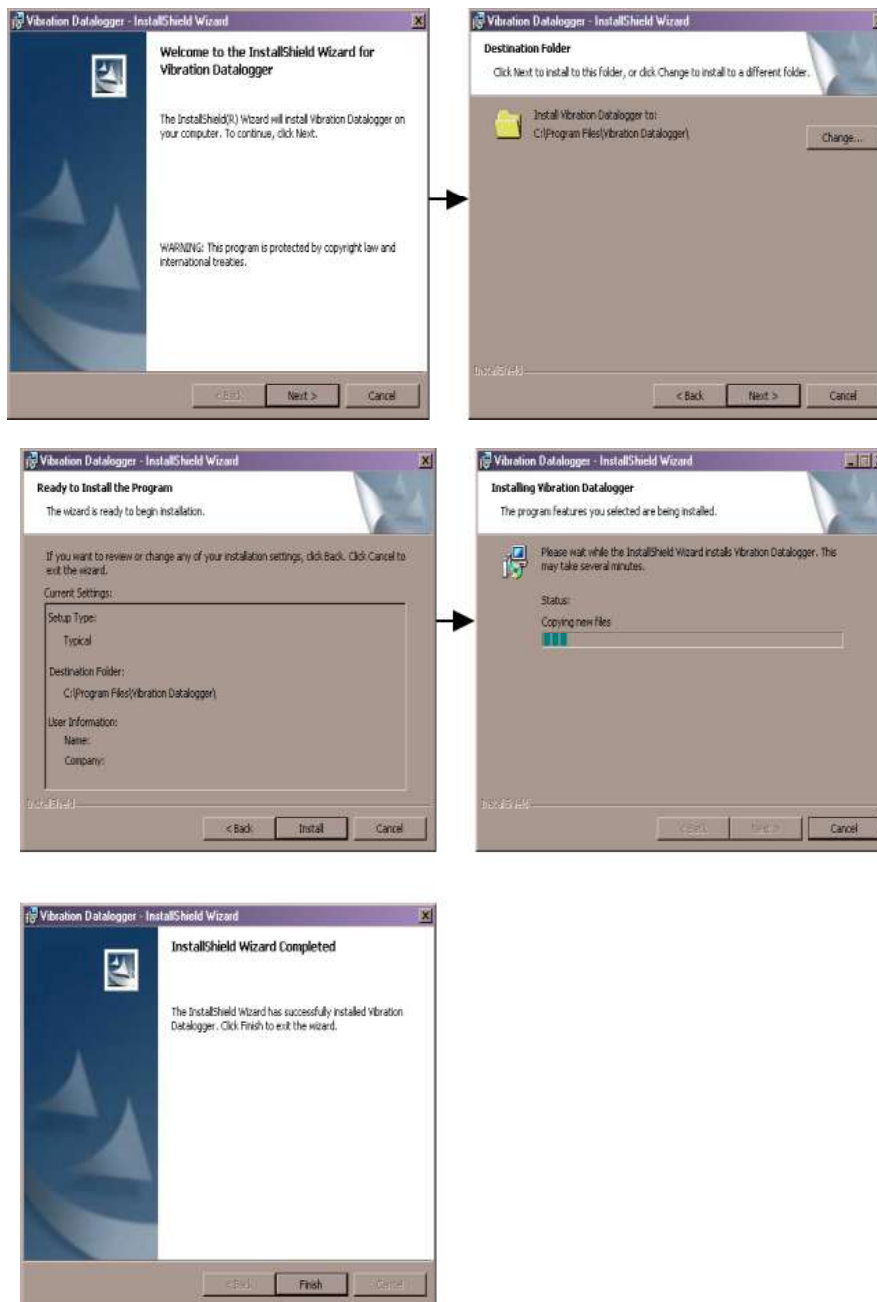 Vibration Datalogger - InstallShield Wizard
Welcome to the InstallShield Wizard for
Vibration Datalogger
The InstallShield(R) Wizard will install Vibration Datalogger on
your computer. To continue, click Next.
WARNING: This program is protected by copyright law and
international treaties.
< Back
Next >
Cancel
Vibration Datalogger - InstallShield Wizard
Destination Folder
Click Next to install to this folder, or click Change to install to a different folder.
Install Vibration Datalogger to:
C:\Program Files\Vibration Datalogger\
Change...
InstallShield
< Back
Next >
Cancel
Vibration Datalogger - InstallShield Wizard
Ready to Install the Program
The wizard is ready to begin installation.
If you want to review or change any of your installation settings, click Back. Click Cancel to
exit the wizard.
Current Settings:
Setup Type:
Typical
Destination Folder:
C:\Program Files\Vibration Datalogger\
User Information:
Name:
Company:
InstallShield
< Back
Install
Cancel
Vibration Datalogger - InstallShield Wizard
Installing Vibration Datalogger
The program features you selected are being installed.
Please wait while the InstallShield Wizard installs Vibration Datalogger. This
may take several minutes.
Status:
Copying new files
InstallShield
< Back
Next >
Cancel
Vibration Datalogger - InstallShield Wizard
InstallShield Wizard Completed
The InstallShield Wizard has successfully installed Vibration
Datalogger. Click Finish to exit the wizard.
< Back
Finish
Cancel